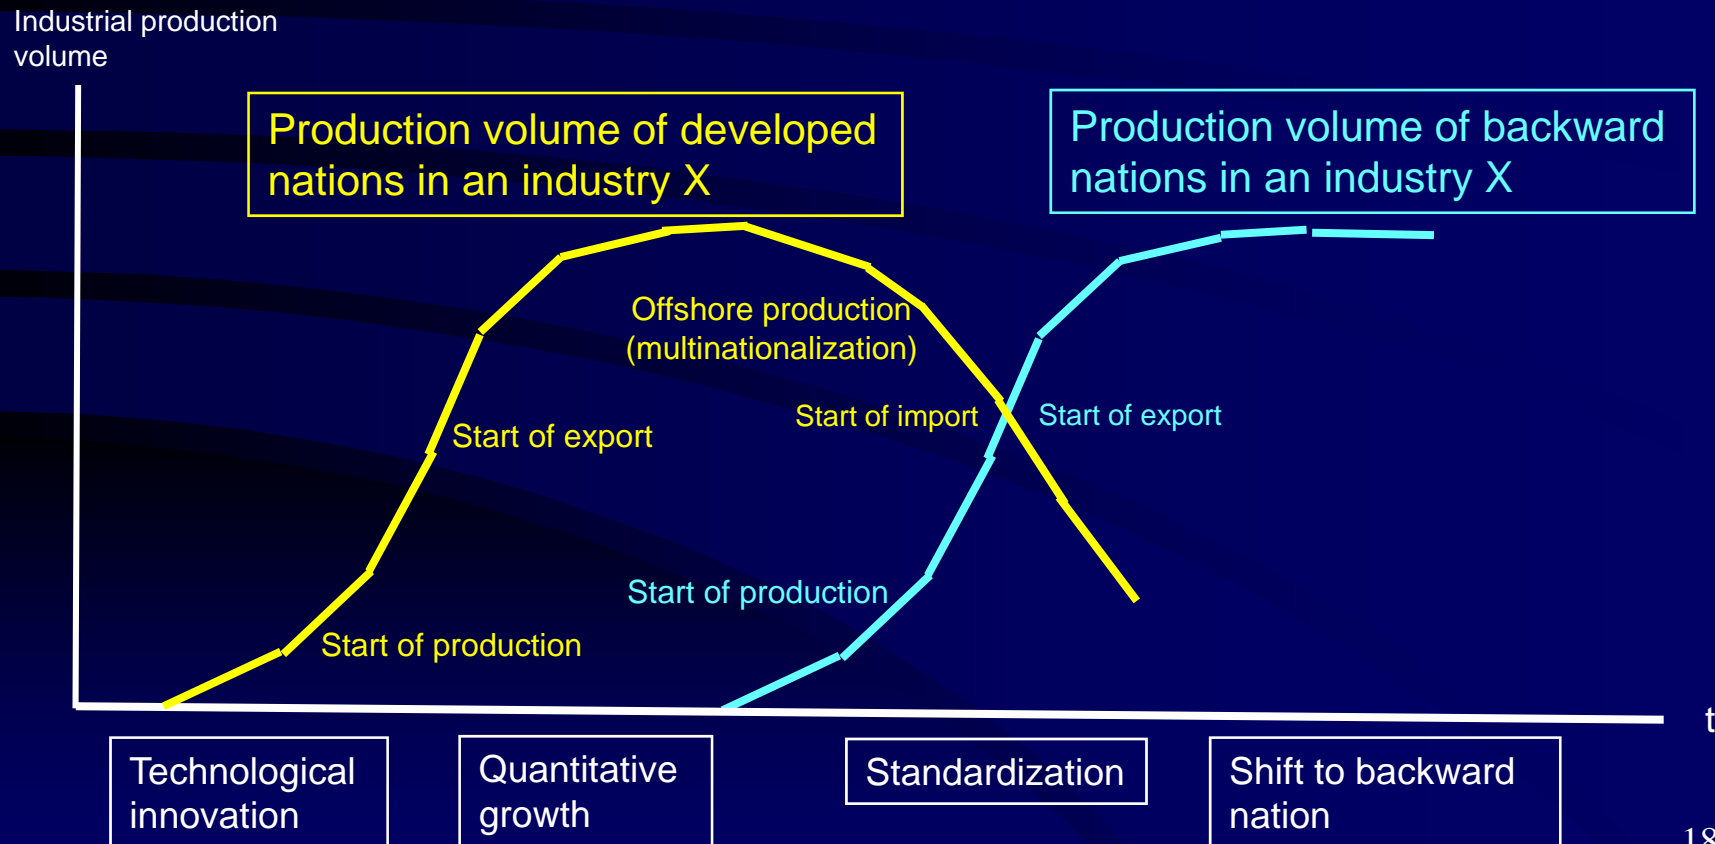 Industrial production
volume
Production volume of developed
nations in an industry X
Production volume of backward
nations in an industry X
Offshore production
(multinationalization)
Start of import
Start of export
Start of export
Start of production
Start of production
t
Technological
innovation
Quantitative
growth
Standardization
Shift to backward
nation
18